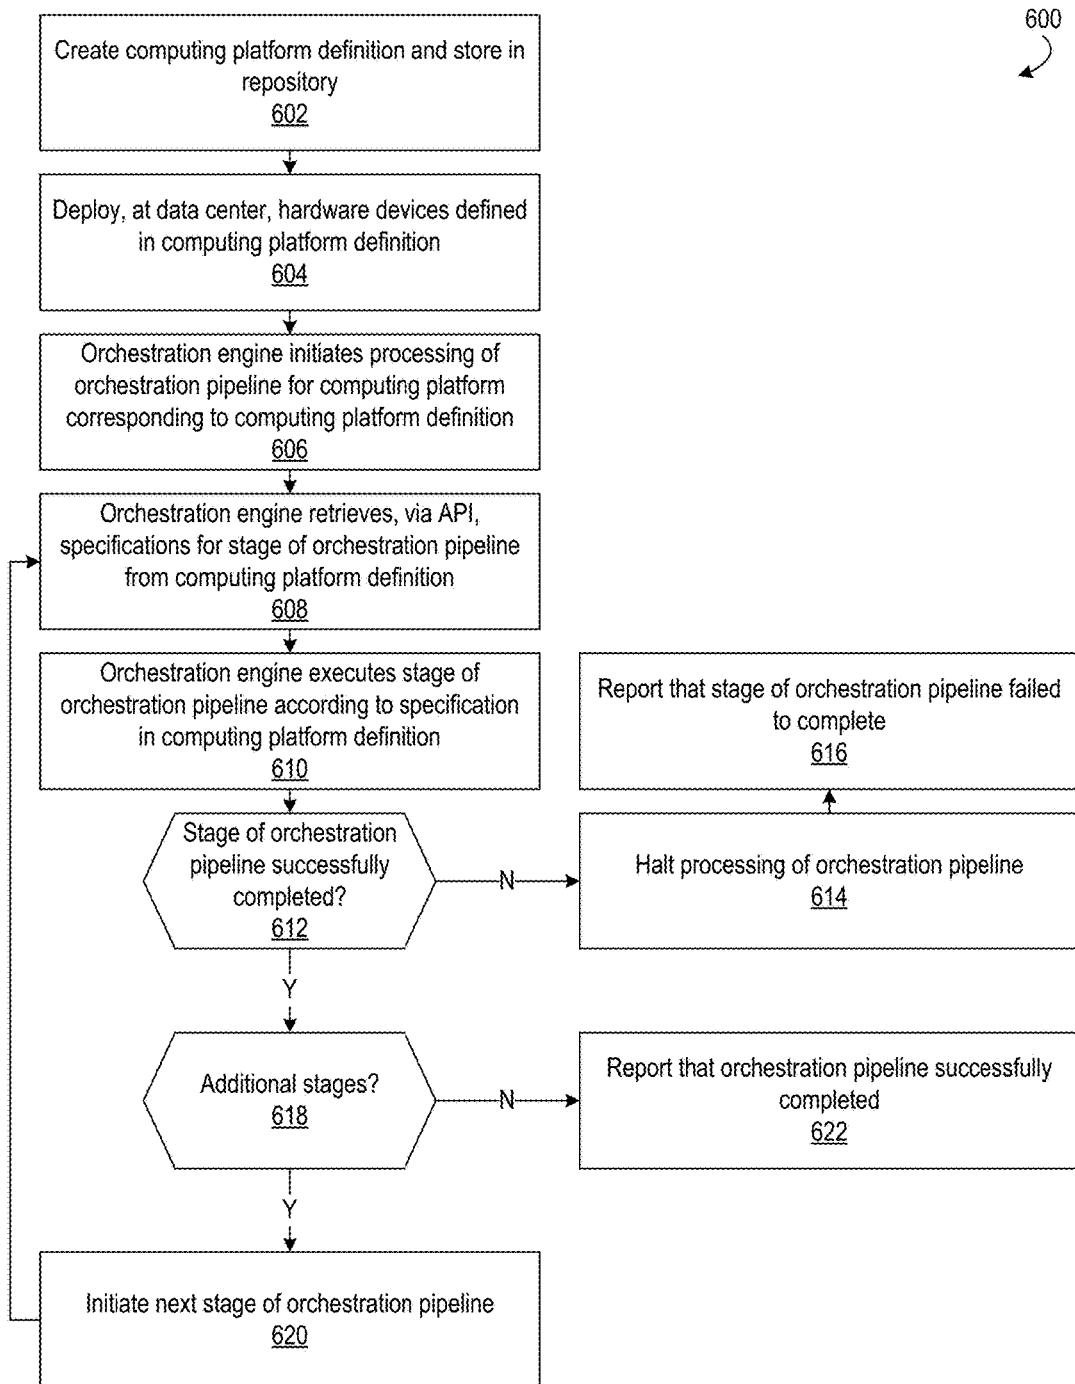 600
Create computing platform definition and store in
repository
602
Deploy, at data center, hardware devices defined
in computing platform definition
604
Orchestration engine initiates processing of
orchestration pipeline for computing platform
corresponding to computing platform definition
606
Orchestration engine retrieves, via API,
specifications for stage of orchestration pipeline
from computing platform definition
608
Orchestration engine executes stage of
orchestration pipeline according to specification
in computing platform definition
610
Report that stage of orchestration pipeline failed
to complete
616
Stage of orchestration
pipeline successfully
completed?
612
N
Halt processing of orchestration pipeline
614
Y
Additional stages?
618
N
Report that orchestration pipeline successfully
completed
622
Y
Initiate next stage of orchestration pipeline
620